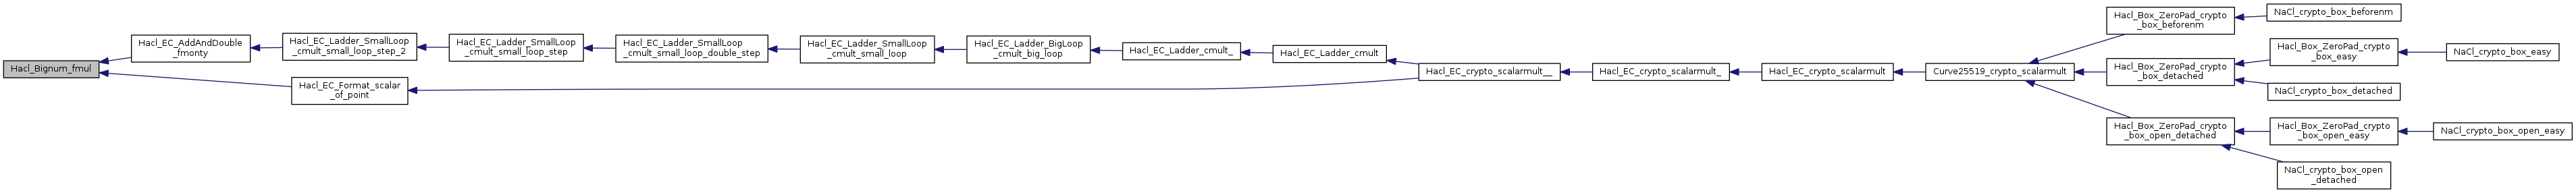 Hacl_Bignum_fmul
Hacl_EC_AddAndDouble
_fmonty
Hacl_EC_Format_scalar
_of_point
Hacl_EC_Ladder_SmallLoop
_cmult_small_loop_step_2
Hacl_EC_Ladder_SmallLoop
_cmult_small_loop_step
Hacl_EC_Ladder_SmallLoop
_cmult_small_loop_double_step
Hacl_EC_Ladder_SmallLoop
_cmult_small_loop
Hacl_EC_Ladder_BigLoop
_cmult_big_loop
Hacl_EC_Ladder_cmult_
Hacl_EC_Ladder_cmult
Hacl_EC_crypto_scalarmult__
Hacl_EC_crypto_scalarmult_
Hacl_EC_crypto_scalarmult
Curve25519_crypto_scalarmult
Hacl_Box_ZeroPad_crypto
_box_beforenm
NaCl_crypto_box_beforenm
Hacl_Box_ZeroPad_crypto
_box_detached
Hacl_Box_ZeroPad_crypto
_box_easy
NaCl_crypto_box_easy
NaCl_crypto_box_detached
Hacl_Box_ZeroPad_crypto
_box_open_detached
Hacl_Box_ZeroPad_crypto
_box_open_easy
NaCl_crypto_box_open_easy
NaCl_crypto_box_open
_detached